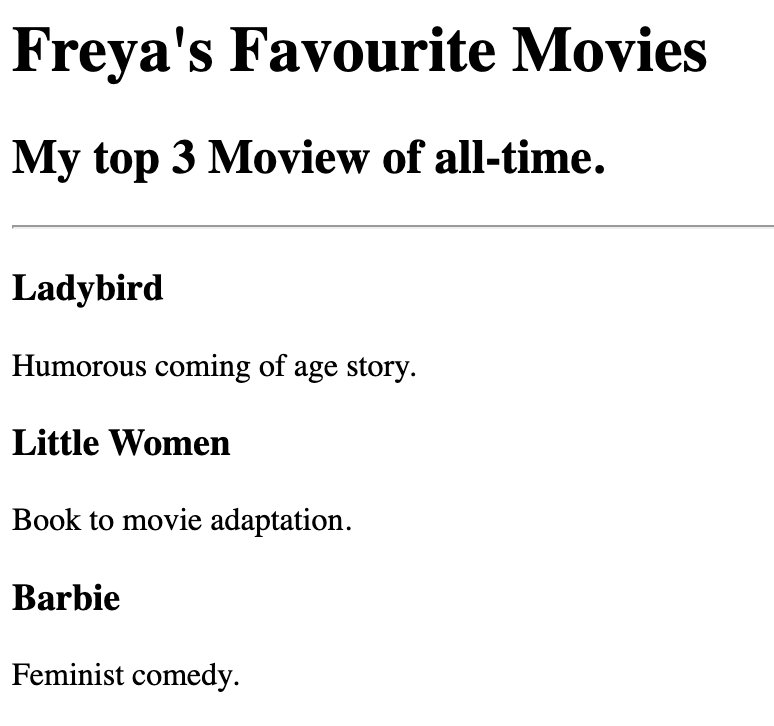 Freya's Favourite Movies
My top 3 Moview of all-time.
Ladybird
Humorous coming of age story.
Little Women
Book to movie adaptation.
Barbie
Feminist comedy.